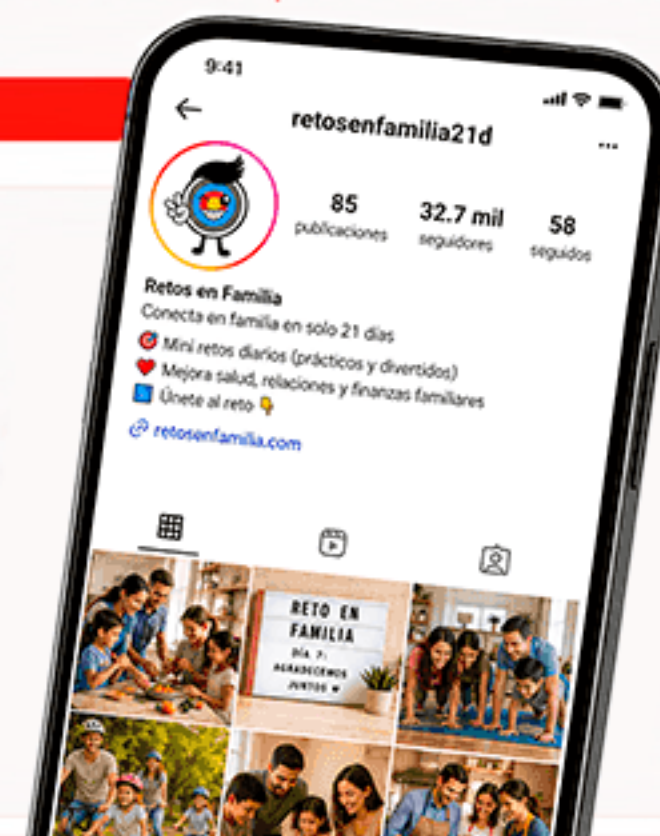 9:41
retosenfamilia21d
85
publicaciones
32.7 mil
seguidores
58
seguidos
Retos en Familia
Conecta en familia en solo 21 días
Mini retos diarios (prácticos y divertidos)
Mejora salud, relaciones y finanzas familiares
Únete al reto
retosenfamilia.com
RETO EN
FAMILIA
DÍA 7:
AGRADECEMOS
JUNTOS ♥